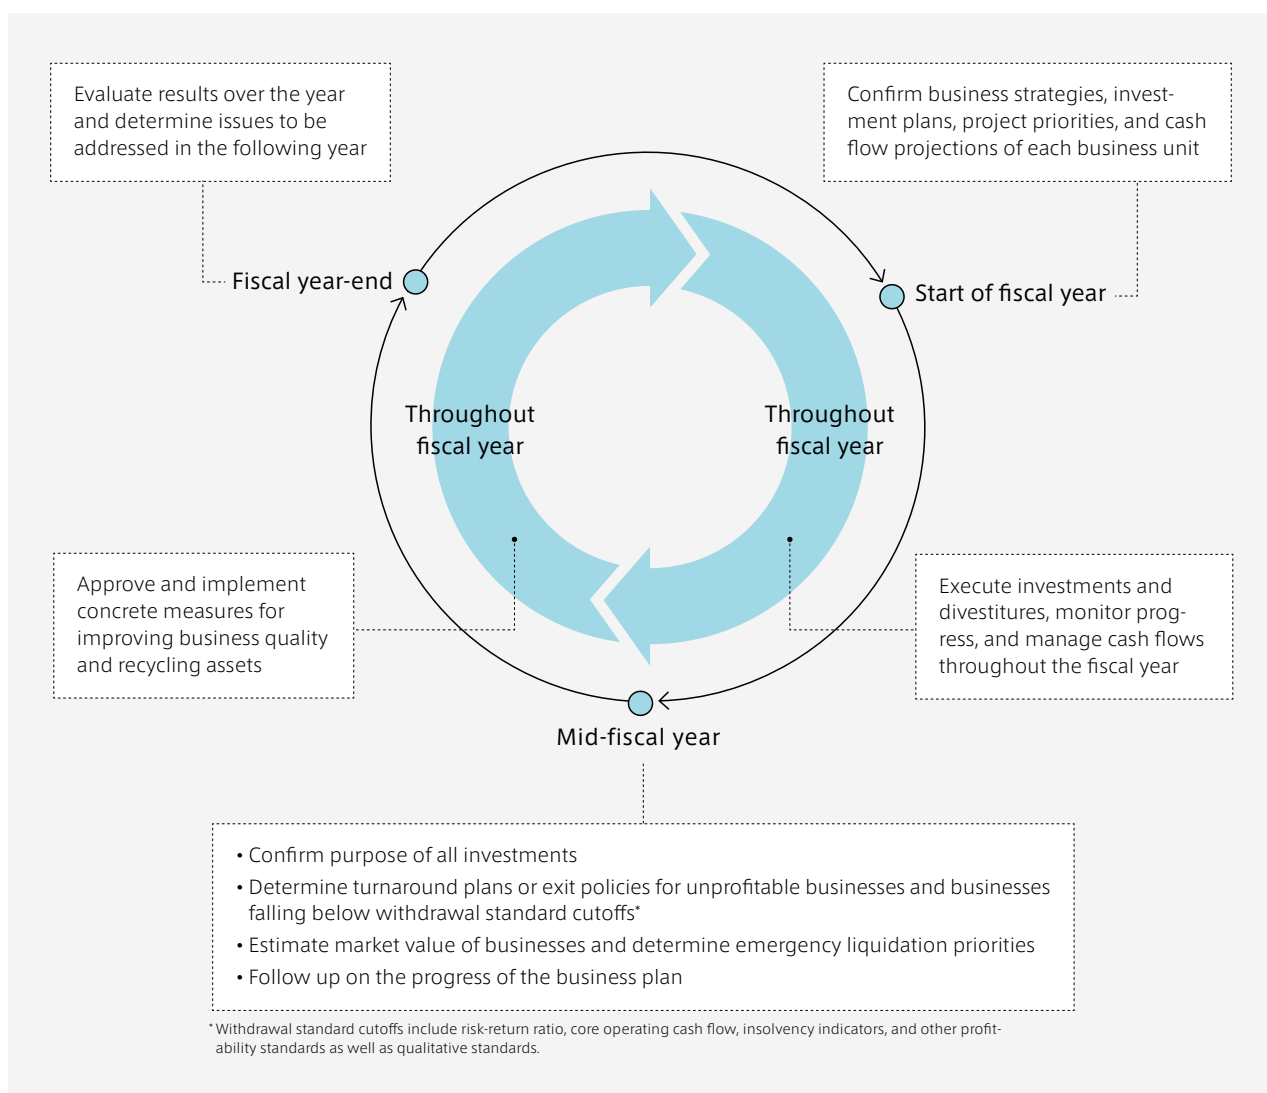 Evaluate results over the year
and determine issues to be
addressed in the following year
Confirm business strategies, invest-
ment plans, project priorities, and cash
flow projections of each business unit
Fiscal year-end
Start of fiscal year
Throughout
fiscal year
Throughout
fiscal year
Approve and implement
concrete measures for
improving business quality
and recycling assets
Execute investments and
divestitures, monitor prog-
ress, and manage cash flows
throughout the fiscal year
Mid-fiscal year
• Confirm purpose of all investments
• Determine turnaround plans or exit policies for unprofitable businesses and businesses
falling below withdrawal standard cutoffs*
• Estimate market value of businesses and determine emergency liquidation priorities
• Follow up on the progress of the business plan
* Withdrawal standard cutoffs include risk-return ratio, core operating cash flow, insolvency indicators, and other profit-
ability standards as well as qualitative standards.